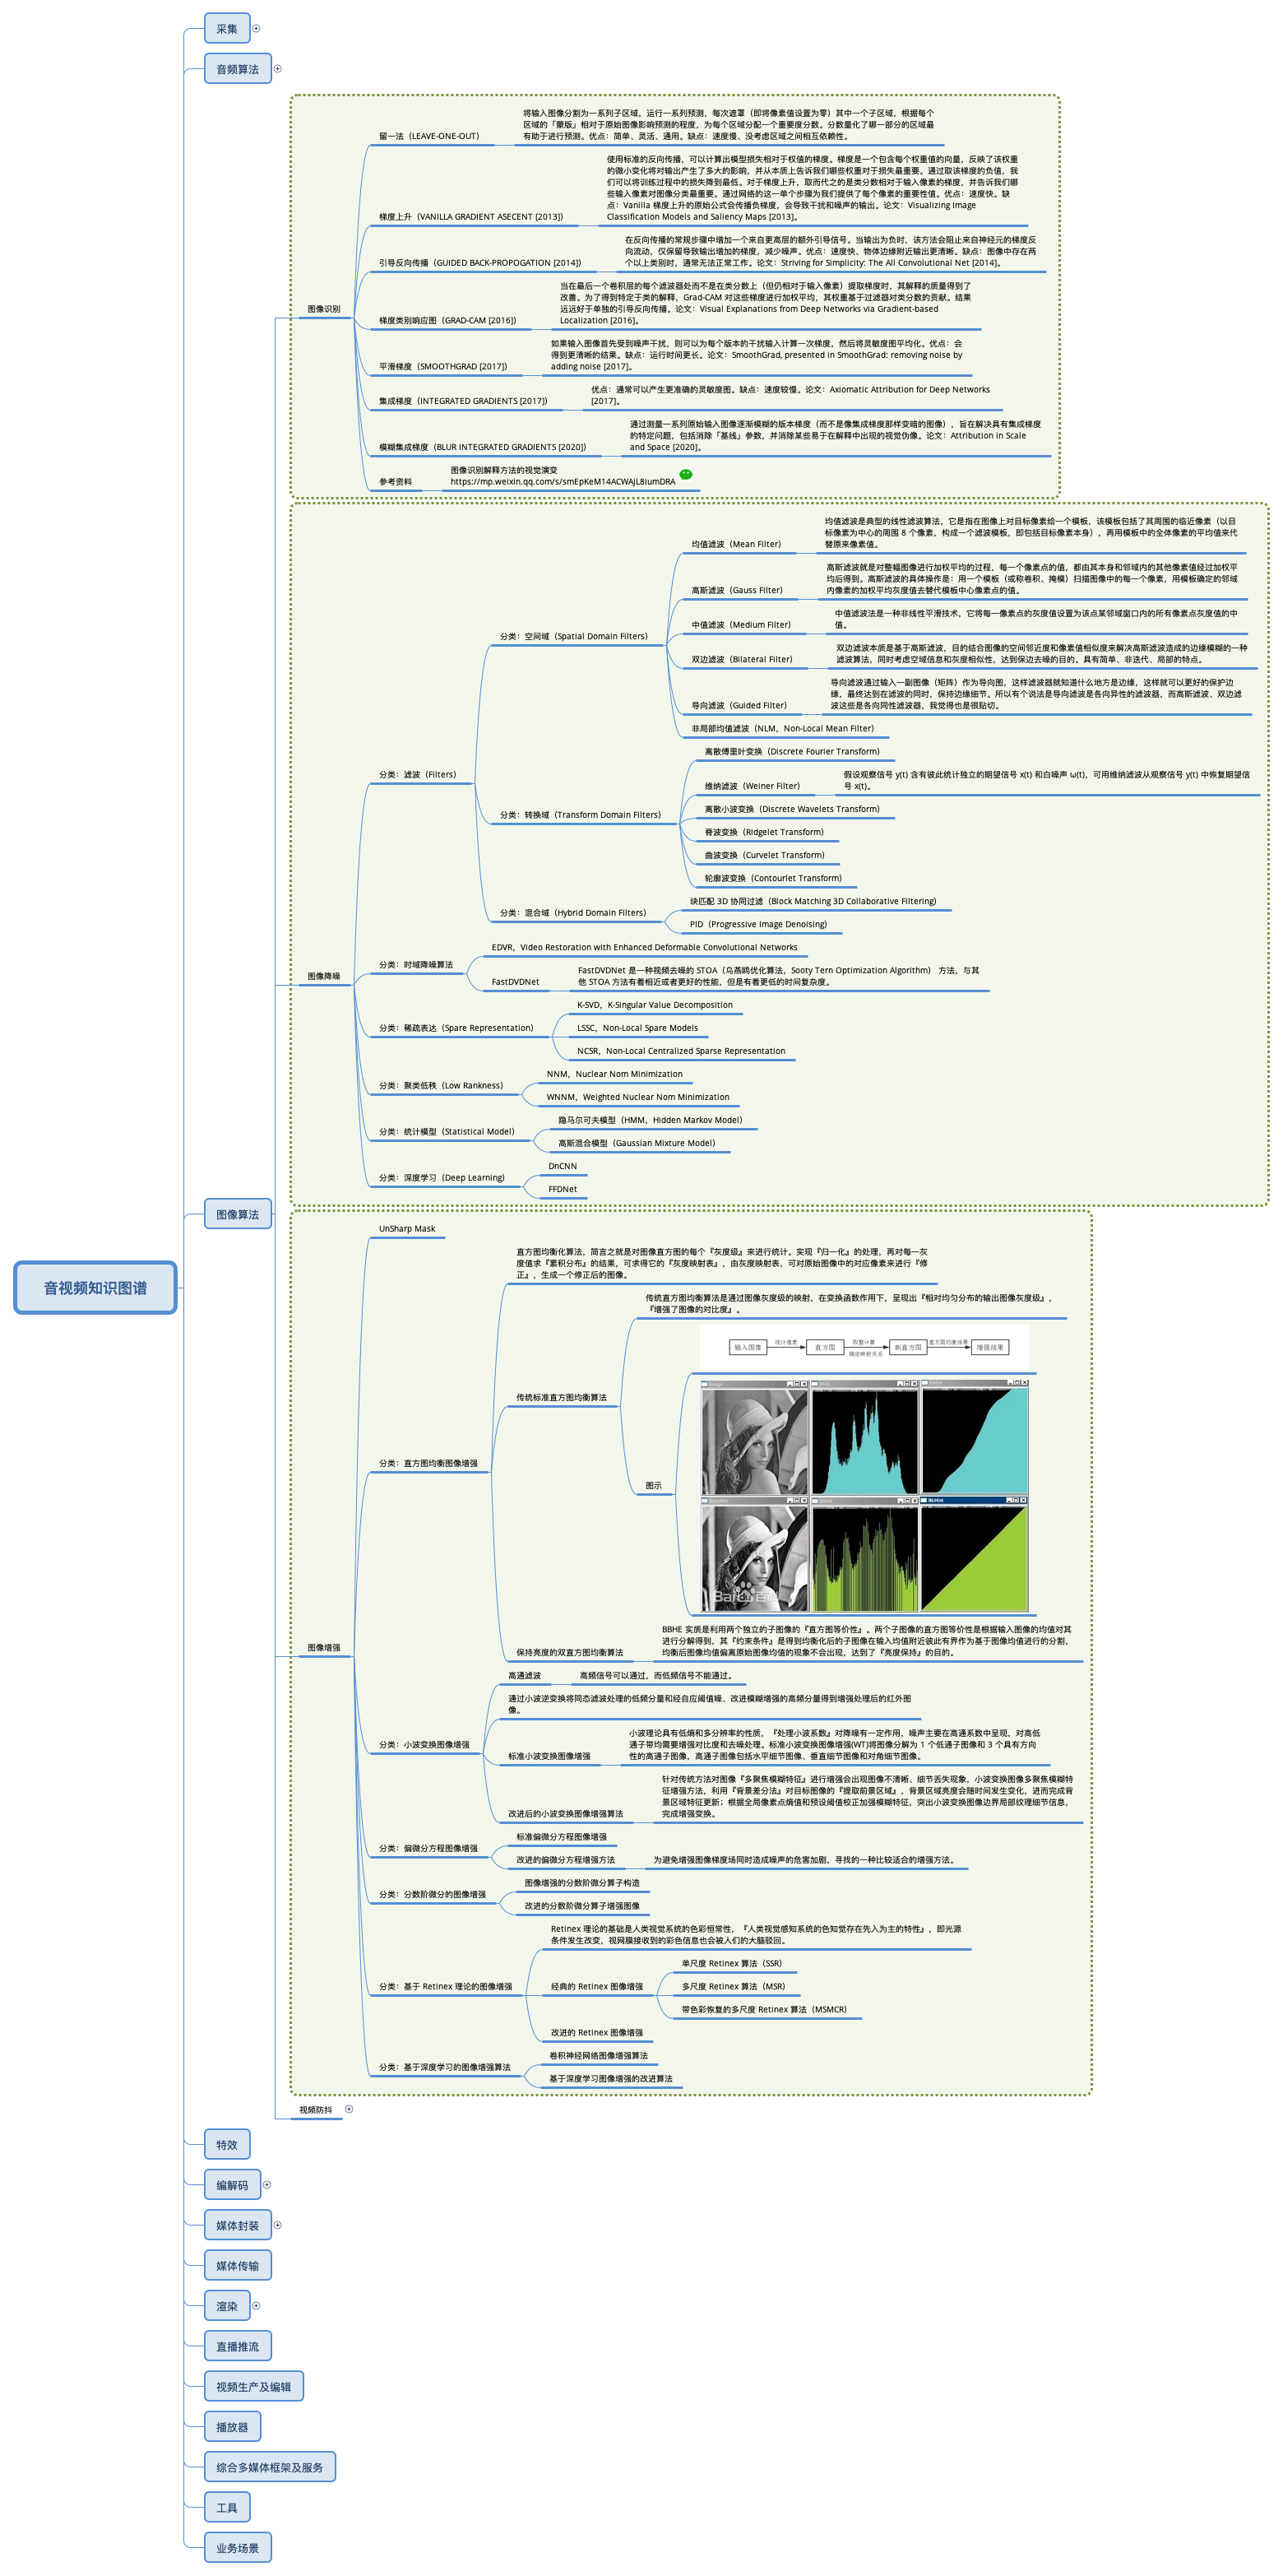 音视频知识图谱
采集
音频算法
图像算法
图像识别
留一法（LEAVE-ONE-OUT）
将输入图像分割为一系列子区域，运行一系列预测，每次遮罩（即将像素值设置为零）其中一个子区域，根据每个
区域的「蒙版」相对于原始图像影响预测的程度，为每个区域分配一个重要度分数。分数量化了哪一部分的区域最
有助于进行预测。优点：简单、灵活、通用。缺点：速度慢、没考虑区域之间相互依赖性。
梯度上升（VANILLA GRADIENT ASECENT [2013]）
使用标准的反向传播，可以计算出模型损失相对于权值的梯度。梯度是一个包含每个权重值的向量，反映了该权重
的微小变化将对输出产生了多大的影响，并从本质上告诉我们哪些权重对于损失最重要。通过取该梯度的负值，我
们可以将训练过程中的损失降到最低。对于梯度上升，取而代之的是类分数相对于输入像素的梯度，并告诉我们哪
些输入像素对图像分类最重要。通过网络的这一单个步骤为我们提供了每个像素的重要性值。优点：速度快。缺
点：Vanilla 梯度上升的原始公式会传播负梯度，会导致干扰和噪声的输出。论文：Visualizing Image
Classification Models and Saliency Maps [2013]。
引导反向传播（GUIDED BACK-PROPOGATION [2014]）
在反向传播的常规步骤中增加一个来自更高层的额外引导信号。当输出为负时，该方法会阻止来自神经元的梯度反
向流动，仅保留导致输出增加的梯度，减少噪声。优点：速度快、物体边缘附近输出更清晰。缺点：图像中存在两
个以上类别时，通常无法正常工作。论文：Striving for Simplicity: The All Convolutional Net [2014]。
梯度类别响应图（GRAD-CAM [2016]）
当在最后一个卷积层的每个滤波器处而不是在类分数上（但仍相对于输入像素）提取梯度时，其解释的质量得到了
改善。为了得到特定于类的解释，Grad-CAM 对这些梯度进行加权平均，其权重基于过滤器对类分数的贡献。结果
远远好于单独的引导反向传播。论文：Visual Explanations from Deep Networks via Gradient-based
Localization [2016]。
平滑梯度（SMOOTHGRAD [2017]）
如果输入图像首先受到噪声干扰，则可以为每个版本的干扰输入计算一次梯度，然后将灵敏度图平均化。优点：会
得到更清晰的结果。缺点：运行时间更长。论文：SmoothGrad, presented in SmoothGrad: removing noise by
adding noise [2017]。
集成梯度（INTEGRATED GRADIENTS [2017]）
优点：通常可以产生更准确的灵敏度图。缺点：速度较慢。论文：Axiomatic Attribution for Deep Networks
[2017]。
模糊集成梯度（BLUR INTEGRATED GRADIENTS [2020]）
通过测量一系列原始输入图像逐渐模糊的版本梯度（而不是像集成梯度那样变暗的图像），旨在解决具有集成梯度
的特定问题，包括消除「基线」参数，并消除某些易于在解释中出现的视觉伪像。论文：Attribution in Scale
and Space [2020]。
参考资料
图像识别解释方法的视觉演变
https://mp.weixin.qq.com/s/smEpKeM14ACWAJL8iumDRA
图像降噪
分类：滤波（Filters）
分类：空间域（Spatial Domain Filters）
均值滤波（Mean Filter）
均值滤波是典型的线性滤波算法，它是指在图像上对目标像素给一个模板，该模板包括了其周围的临近像素（以目
标像素为中心的周围 8 个像素，构成一个滤波模板，即包括目标像素本身），再用模板中的全体像素的平均值来代
替原来像素值。
高斯滤波（Gauss Filter）
高斯滤波就是对整幅图像进行加权平均的过程，每一个像素点的值，都由其本身和邻域内的其他像素值经过加权平
均后得到。高斯滤波的具体操作是：用一个模板（或称卷积、掩模）扫描图像中的每一个像素，用模板确定的邻域
内像素的加权平均灰度值去替代模板中心像素点的值。
中值滤波（Medium Filter）
中值滤波法是一种非线性平滑技术，它将每一像素点的灰度值设置为该点某邻域窗口内的所有像素点灰度值的中
值。
双边滤波（Bilateral Filter）
双边滤波本质是基于高斯滤波，目的结合图像的空间邻近度和像素值相似度来解决高斯滤波造成的边缘模糊的一种
滤波算法，同时考虑空域信息和灰度相似性，达到保边去噪的目的。具有简单、非迭代、局部的特点。
导向滤波（Guided Filter）
导向滤波通过输入一副图像（矩阵）作为导向图，这样滤波器就知道什么地方是边缘，这样就可以更好的保护边
缘，最终达到在滤波的同时，保持边缘细节。所以有个说法是导向滤波是各向异性的滤波器，而高斯滤波、双边滤
波这些是各向同性滤波器，我觉得也是很贴切。
非局部均值滤波（NLM，Non-Local Mean Filter）
分类：转换域（Transform Domain Filters）
离散傅里叶变换（Discrete Fourier Transform）
维纳滤波（Weiner Filter）
假设观察信号 y(t) 含有彼此统计独立的期望信号 x(t) 和白噪声 ω(t)，可用维纳滤波从观察信号 y(t) 中恢复期望信
号 x(t)。
离散小波变换（Discrete Wavelets Transform）
脊波变换（Ridgelet Transform）
曲波变换（Curvelet Transform）
轮廓波变换（Contourlet Transform）
分类：混合域（Hybrid Domain Filters）
块匹配 3D 协同过滤（Block Matching 3D Collaborative Filtering）
PID（Progressive Image Denoising）
分类：时域降噪算法
EDVR，Video Restoration with Enhanced Deformable Convolutional Networks
FastDVDNet
FastDVDNet 是一种视频去噪的 STOA（乌燕鸥优化算法，Sooty Tern Optimization Algorithm） 方法，与其
他 STOA 方法有着相近或者更好的性能，但是有着更低的时间复杂度。
分类：稀疏表达（Spare Representation）
K-SVD，K-Singular Value Decomposition
LSSC，Non-Local Spare Models
NCSR，Non-Local Centralized Sparse Representation
分类：聚类低秩（Low Rankness）
NNM，Nuclear Nom Minimization
WNNM，Weighted Nuclear Nom Minimization
分类：统计模型（Statistical Model）
隐马尔可夫模型（HMM，Hidden Markov Model）
高斯混合模型（Gaussian Mixture Model）
分类：深度学习（Deep Learning）
DnCNN
FFDNet
图像增强
UnSharp Mask
分类：直方图均衡图像增强
直方图均衡化算法，简言之就是对图像直方图的每个『灰度级』来进行统计。实现『归一化』的处理，再对每一灰
度值求『累积分布』的结果，可求得它的『灰度映射表』，由灰度映射表，可对原始图像中的对应像素来进行『修
正』，生成一个修正后的图像。
传统标准直方图均衡算法
传统直方图均衡算法是通过图像灰度级的映射，在变换函数作用下，呈现出『相对均匀分布的输出图像灰度级』，
『增强了图像的对比度』。
图示
输入图像
统计像素
直方图
取整计算
确定映射关系
新直方图
直方图均衡结果
增强结果
保持亮度的双直方图均衡算法
BBHE 实质是利用两个独立的子图像的『直方图等价性』。两个子图像的直方图等价性是根据输入图像的均值对其
进行分解得到，其『约束条件』是得到均衡化后的子图像在输入均值附近彼此有界作为基于图像均值进行的分割，
均衡后图像均值偏离原始图像均值的现象不会出现，达到了『亮度保持』的目的。
分类：小波变换图像增强
高通滤波
高频信号可以通过，而低频信号不能通过。
通过小波逆变换将同态滤波处理的低频分量和经自应阈值噪、改进模糊增强的高频分量得到增强处理后的红外图
像。
标准小波变换图像增强
小波理论具有低熵和多分辨率的性质，『处理小波系数』对降噪有一定作用，噪声主要在高通系数中呈现，对高低
通子带均需要增强对比度和去噪处理。标准小波变换图像增强(WT)将图像分解为 1 个低通子图像和 3 个具有方向
性的高通子图像，高通子图像包括水平细节图像、垂直细节图像和对角细节图像。
改进后的小波变换图像增强算法
针对传统方法对图像『多聚焦模糊特征』进行增强会出现图像不清晰、细节丢失现象，小波变换图像多聚焦模糊特
征增强方法，利用『背景差分法』对目标图像的『提取前景区域』，背景区域亮度会随时间发生变化，进而完成背
景区域特征更新；根据全局像素点熵值和预设阈值校正加强模糊特征，突出小波变换图像边界局部纹理细节信息，
完成增强变换。
分类：偏微分方程图像增强
标准偏微分方程图像增强
改进的偏微分方程增强方法
为避免增强图像梯度场同时造成噪声的危害加剧，寻找的一种比较适合的增强方法。
分类：分数阶微分的图像增强
图像增强的分数阶微分算子构造
改进的分数阶微分算子增强图像
分类：基于 Retinex 理论的图像增强
Retinex 理论的基础是人类视觉系统的色彩恒常性，『人类视觉感知系统的色知觉存在先入为主的特性』，即光源
条件发生改变，视网膜接收到的彩色信息也会被人们的大脑驳回。
经典的 Retinex 图像增强
单尺度 Retinex 算法（SSR）
多尺度 Retinex 算法（MSR）
带色彩恢复的多尺度 Retinex 算法（MSMCR）
改进的 Retinex 图像增强
分类：基于深度学习的图像增强算法
卷积神经网络图像增强算法
基于深度学习图像增强的改进算法
视频防抖
特效
编解码
媒体封装
媒体传输
渲染
直播推流
视频生产及编辑
播放器
综合多媒体框架及服务
工具
业务场景